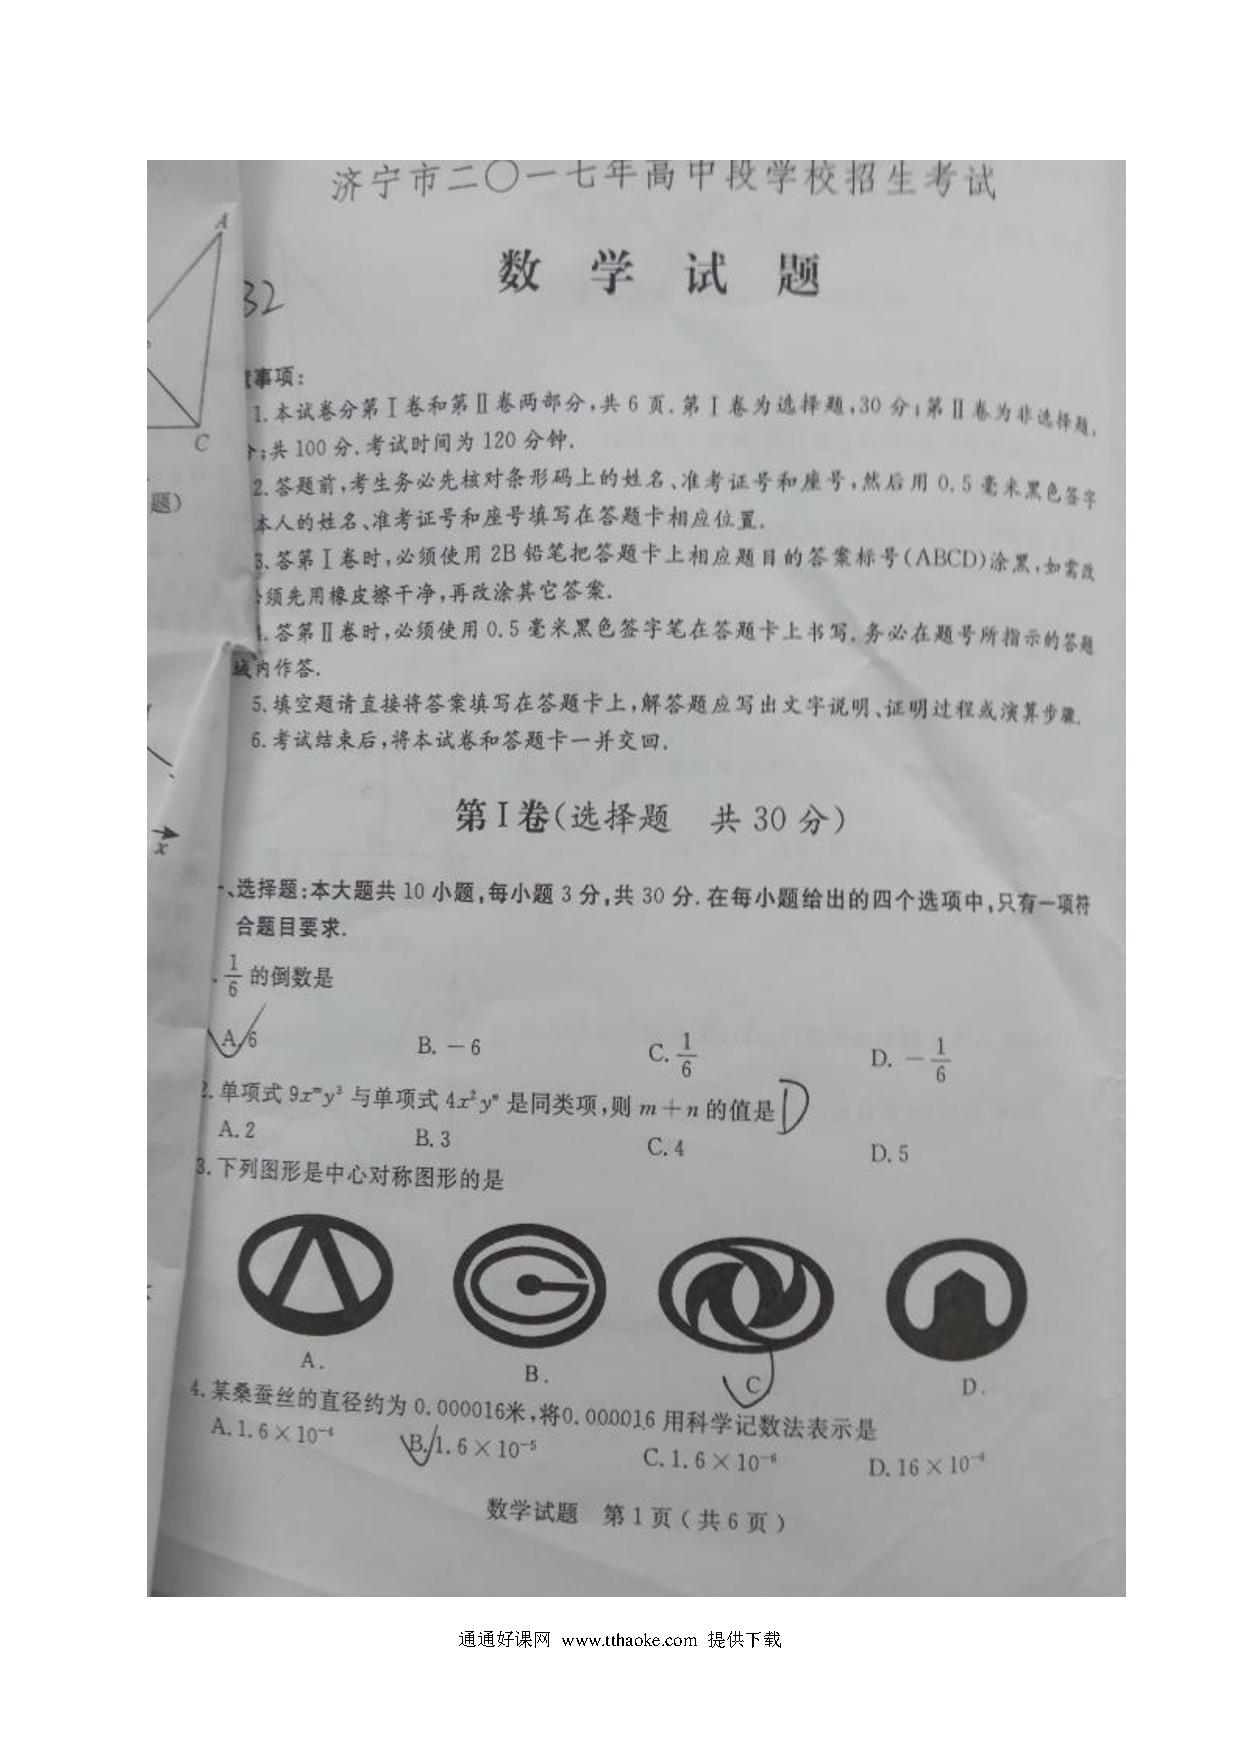 济宁市二〇一七年高中段学校招生考试
数 学 试 题
A
32
事项:
1.本试卷分第Ⅰ卷和第Ⅱ卷两部分,共6页.第Ⅰ卷为选择题,30分;第Ⅱ卷为非选择题,
;共100分.考试时间为120分钟.
C
2.答题前,考生务必先核对条形码上的姓名、准考证号和座号,然后用0.5毫米黑色签字
题)
本人的姓名、准考证号和座号填写在答题卡相应位置.
3.答第Ⅰ卷时,必须使用2B铅笔把答题卡上相应题目的答案标号(ABCD)涂黑,如需改
须先用橡皮擦干净,再改涂其它答案.
.答第Ⅱ卷时,必须使用0.5毫米黑色签字笔在答题卡上书写.务必在题号所指示的答题
域内作答.
5.填空题请直接将答案填写在答题卡上,解答题应写出文字说明、证明过程或演算步骤.
6.考试结束后,将本试卷和答题卡一并交回.
x
第Ⅰ卷(选择题 共30分)
一、选择题:本大题共10小题,每小题3分,共30分.在每小题给出的四个选项中,只有一项符
合题目要求.
. 1/6 的倒数是
A.6 B.-6 C. 1/6 D. - 1/6
2.单项式 9xᵐy³ 与单项式 4x²yⁿ 是同类项,则 m+n 的值是 D
A.2 B.3 C.4 D.5
3.下列图形是中心对称图形的是
A. B. C D.
4.某桑蚕丝的直径约为0.000016米,将0.000016用科学记数法表示是
A.1.6×10⁻⁴ B.1.6×10⁻⁵ C.1.6×10⁻⁶ D.16×10⁻⁴
数学试题 第1页(共6页)
通通好课网 www.tthaoke.com 提供下载